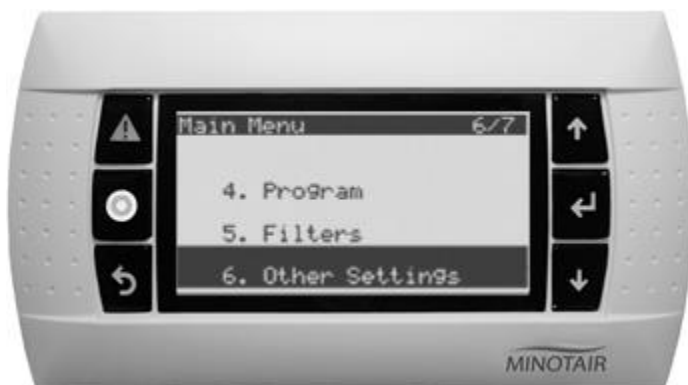 Main Menu 6/7
4. Program
5. Filters
6. Other Settings
MINOTAIR